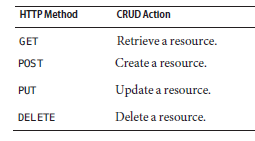 HTTP Method CRUD Action
GET Retrieve a resource.
POST Create a resource.
PUT Update a resource.
DELETE Delete a resource.